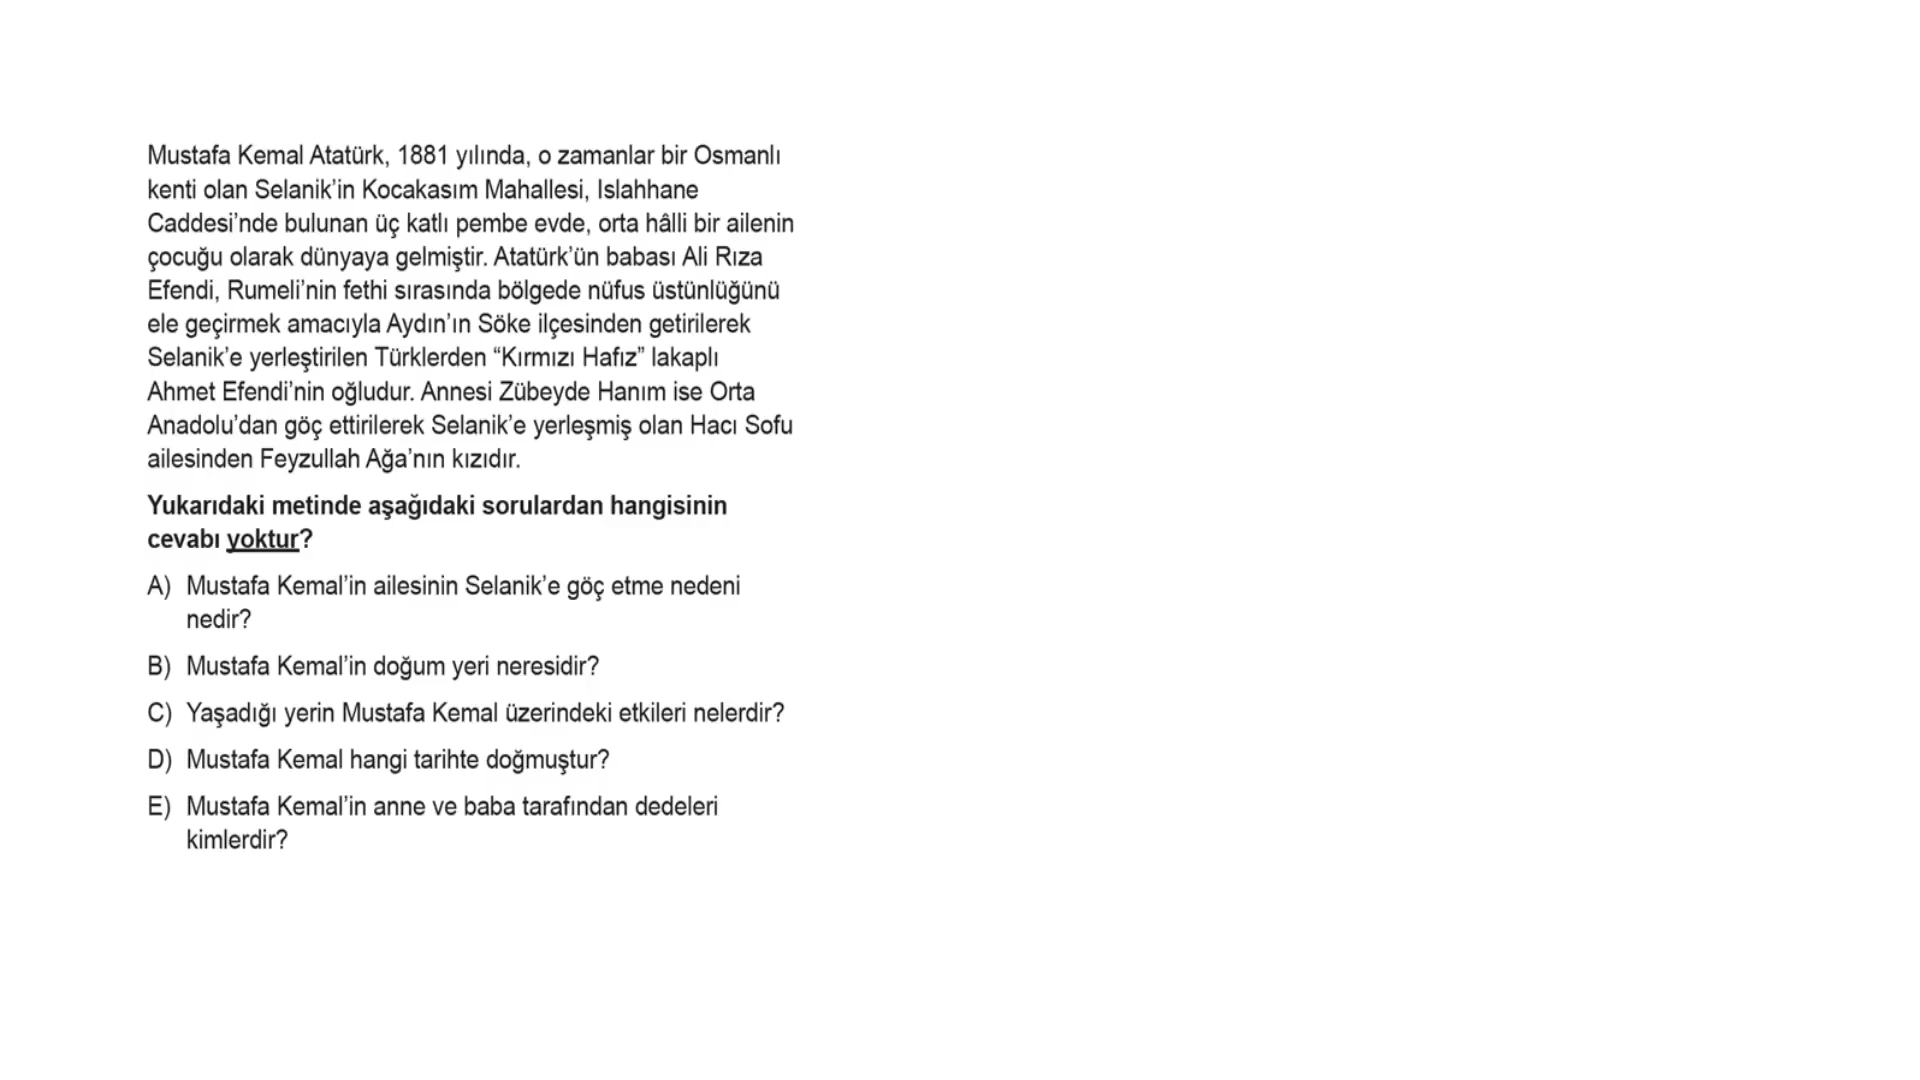 Mustafa Kemal Atatürk, 1881 yılında, o zamanlar bir Osmanlı
kenti olan Selanik’in Kocakasım Mahallesi, Islahhane
Caddesi’nde bulunan üç katlı pembe evde, orta hâlli bir ailenin
çocuğu olarak dünyaya gelmiştir. Atatürk’ün babası Ali Rıza
Efendi, Rumeli’nin fethi sırasında bölgede nüfus üstünlüğünü
ele geçirmek amacıyla Aydın’ın Söke ilçesinden getirilerek
Selanik’e yerleştirilen Türklerden “Kırmızı Hafız” lakaplı
Ahmet Efendi’nin oğludur. Annesi Zübeyde Hanım ise Orta
Anadolu’dan göç ettirilerek Selanik’e yerleşmiş olan Hacı Sofu
ailesinden Feyzullah Ağa’nın kızıdır.
Yukarıdaki metinde aşağıdaki sorulardan hangisinin
cevabı yoktur?
A) Mustafa Kemal’in ailesinin Selanik’e göç etme nedeni
nedir?
B) Mustafa Kemal’in doğum yeri neresidir?
C) Yaşadığı yerin Mustafa Kemal üzerindeki etkileri nelerdir?
D) Mustafa Kemal hangi tarihte doğmuştur?
E) Mustafa Kemal’in anne ve baba tarafından dedeleri
kimlerdir?